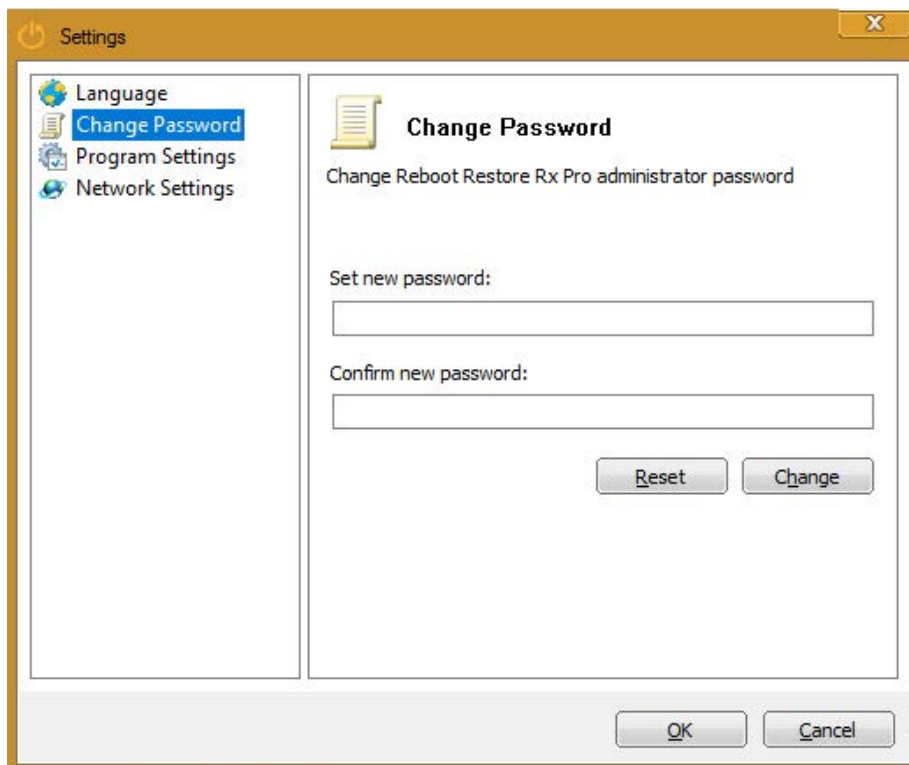 Settings
X
Language
Change Password
Program Settings
Network Settings
Change Password
Change Reboot Restore Rx Pro administrator password
Set new password:
Confirm new password:
Reset
Change
OK
Cancel